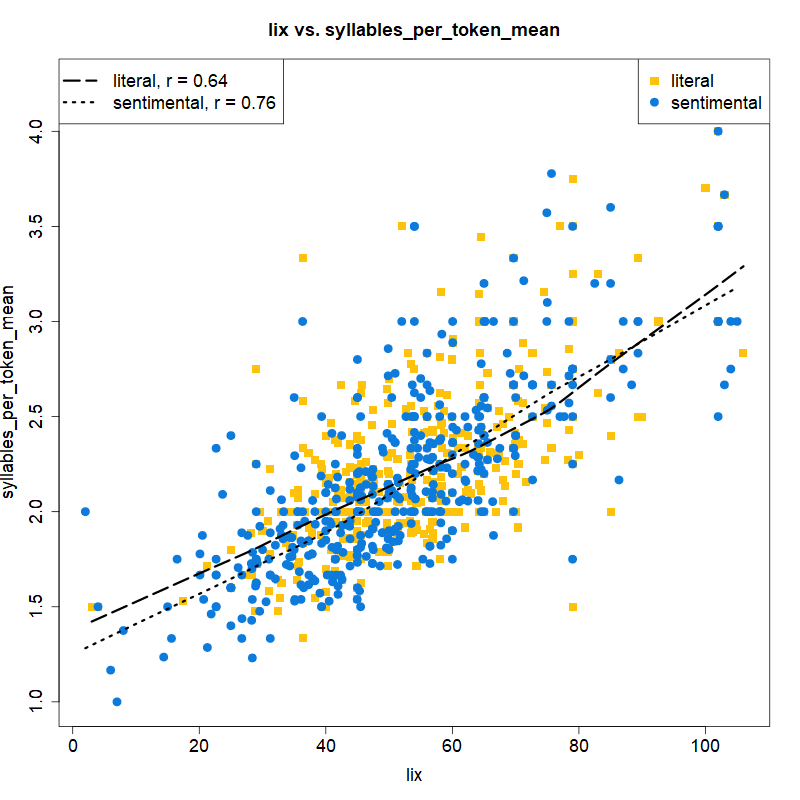 lix vs. syllables_per_token_mean
literal, r = 0.64
sentimental, r = 0.76
literal
sentimental
syllables_per_token_mean
4.0
3.5
3.0
2.5
2.0
1.5
1.0
0 20 40 60 80 100
lix